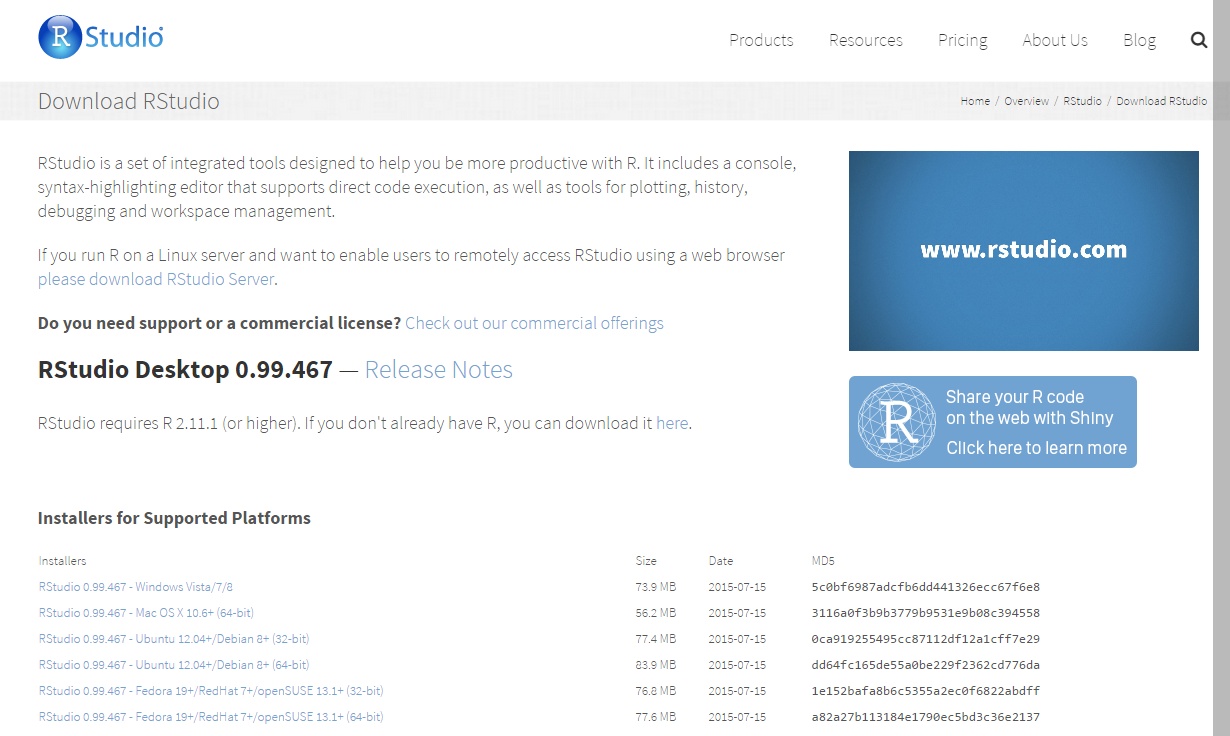 R Studio
Products Resources Pricing About Us Blog
Download RStudio
Home / Overview / RStudio / Download RStudio
RStudio is a set of integrated tools designed to help you be more productive with R. It includes a console,
syntax-highlighting editor that supports direct code execution, as well as tools for plotting, history,
debugging and workspace management.
If you run R on a Linux server and want to enable users to remotely access RStudio using a web browser
please download RStudio Server.
Do you need support or a commercial license? Check out our commercial offerings
RStudio Desktop 0.99.467 — Release Notes
RStudio requires R 2.11.1 (or higher). If you don't already have R, you can download it here.
www.rstudio.com
R
Share your R code
on the web with Shiny
Click here to learn more
Installers for Supported Platforms
Installers Size Date MD5
RStudio 0.99.467 - Windows Vista/7/8 73.9 MB 2015-07-15 5c0bf6987adcfb6dd441326ecc67f6e8
RStudio 0.99.467 - Mac OS X 10.6+ (64-bit) 56.2 MB 2015-07-15 3116a0f3b9b3779b9531e9b08c394558
RStudio 0.99.467 - Ubuntu 12.04+/Debian 8+ (32-bit) 77.4 MB 2015-07-15 0ca919255495cc87112df12a1cff7e29
RStudio 0.99.467 - Ubuntu 12.04+/Debian 8+ (64-bit) 83.9 MB 2015-07-15 dd64fc165de55a0be229f2362cd776da
RStudio 0.99.467 - Fedora 19+/RedHat 7+/openSUSE 13.1+ (32-bit) 76.8 MB 2015-07-15 1e152bafa8b6c5355a2ec0f6822abdff
RStudio 0.99.467 - Fedora 19+/RedHat 7+/openSUSE 13.1+ (64-bit) 77.6 MB 2015-07-15 a82a27b113184e1790ec5bd3c36e2137